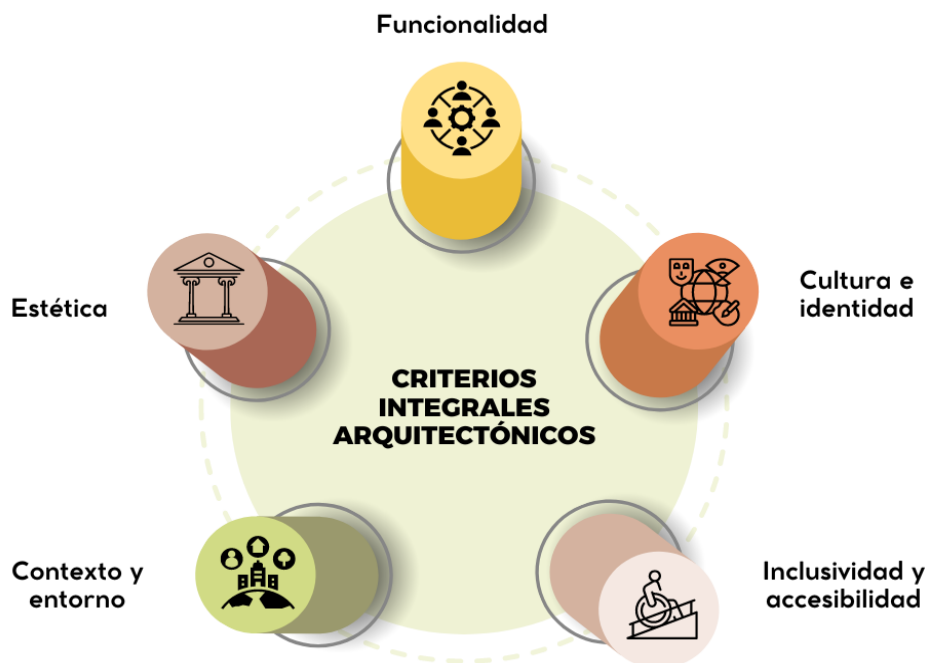 Funcionalidad
Estética
Cultura e
identidad
CRITERIOS
INTEGRALES
ARQUITECTÓNICOS
Contexto y
entorno
Inclusividad y
accesibilidad